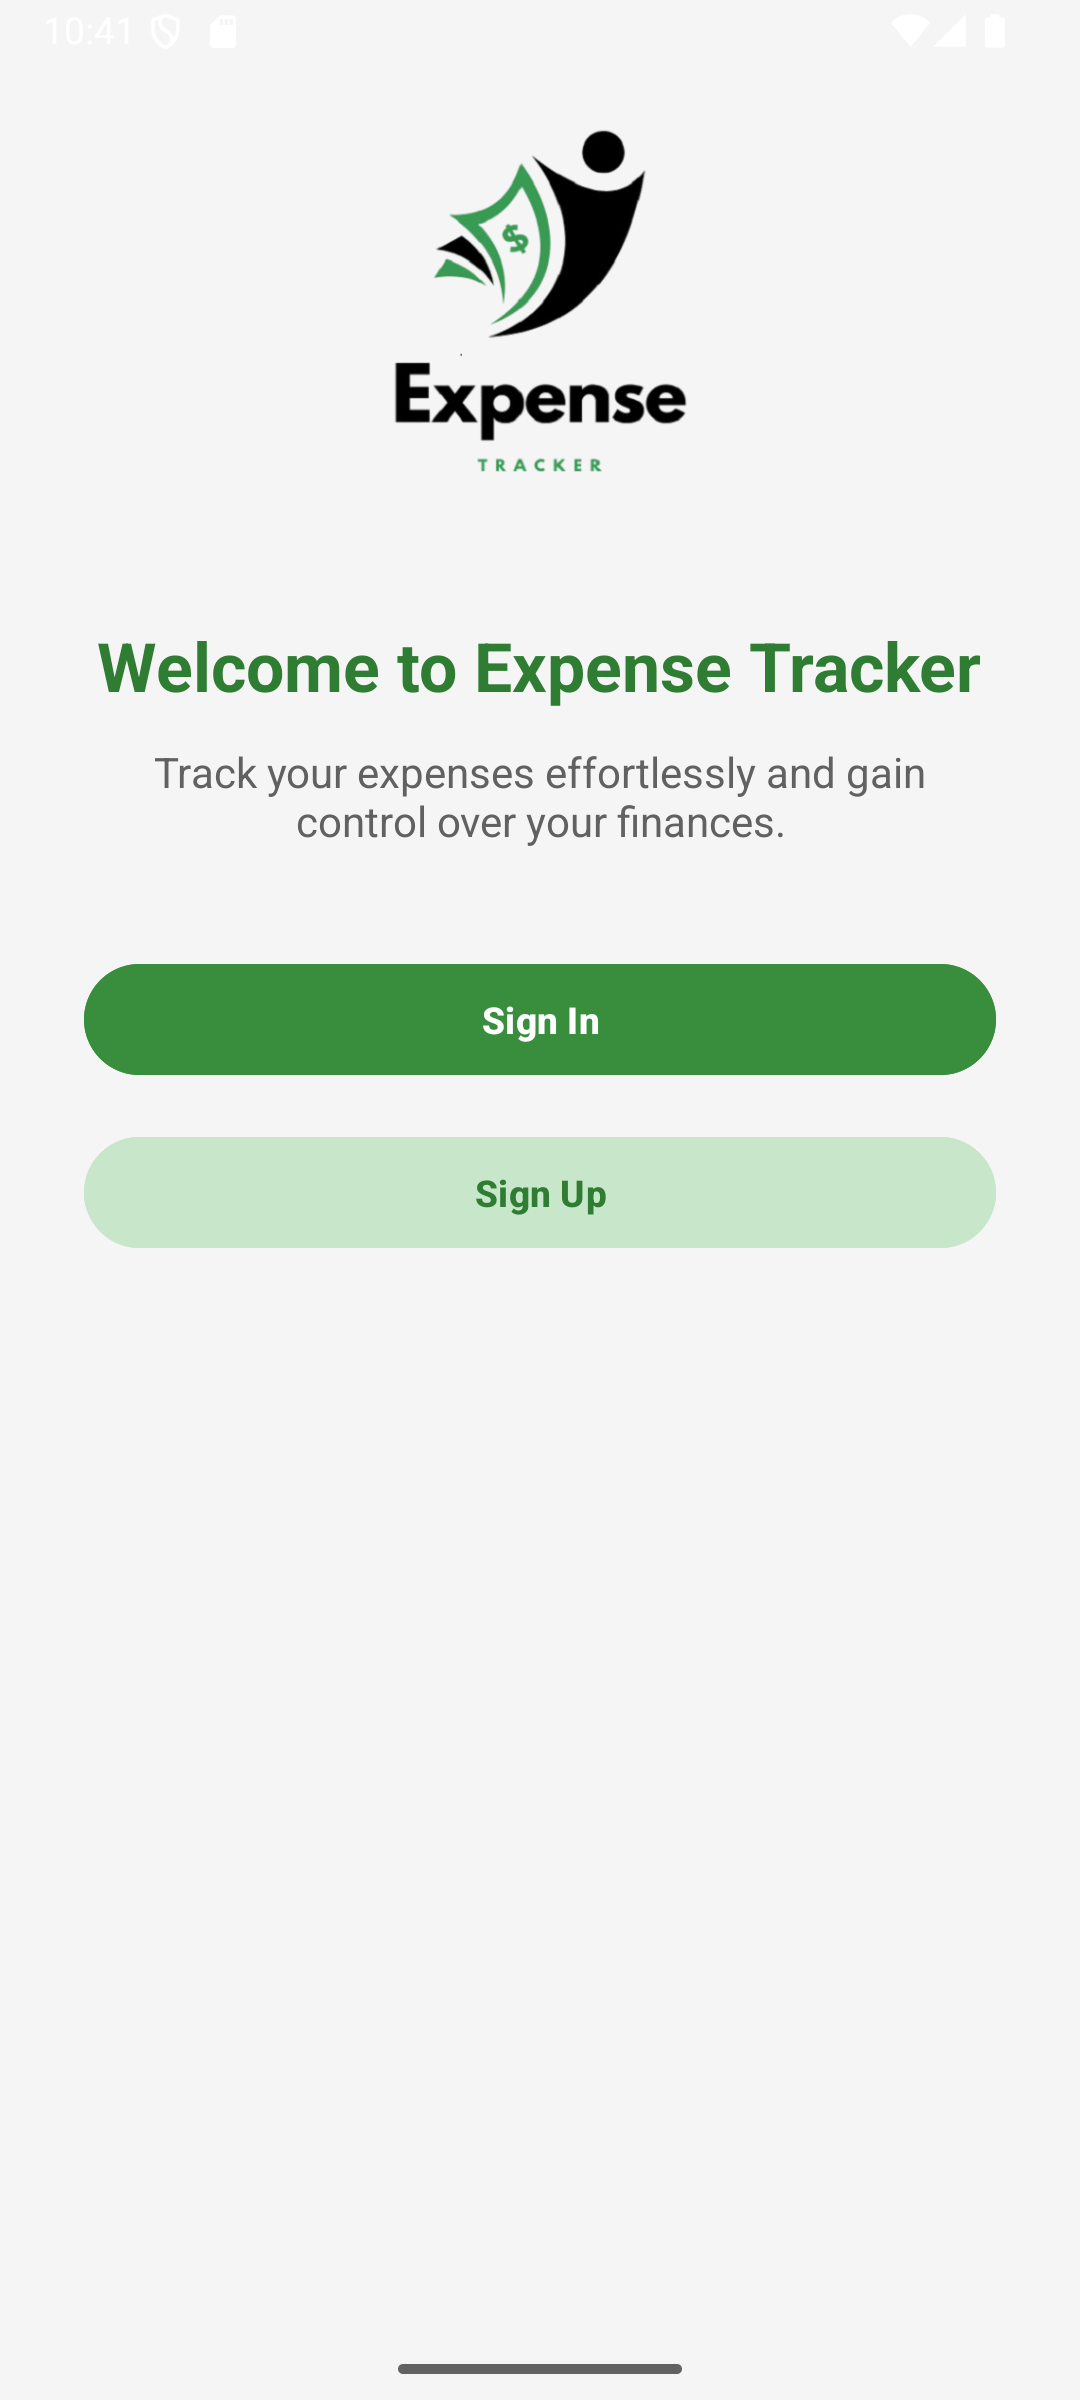 10:41
$
Expense
TRACKER
Welcome to Expense Tracker
Track your expenses effortlessly and gain
control over your finances.
Sign In
Sign Up